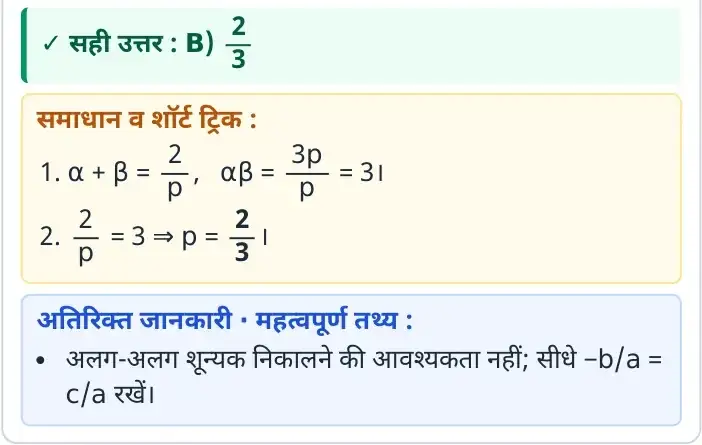 ✓ सही उत्तर : B) 2/3
समाधान व शॉर्ट ट्रिक :
1. α + β = 2/p, αβ = 3p/p = 3।
2. 2/p = 3 ⇒ p = 2/3 ।
अतिरिक्त जानकारी · महत्वपूर्ण तथ्य :
• अलग-अलग शून्यक निकालने की आवश्यकता नहीं; सीधे −b/a =
c/a रखें।